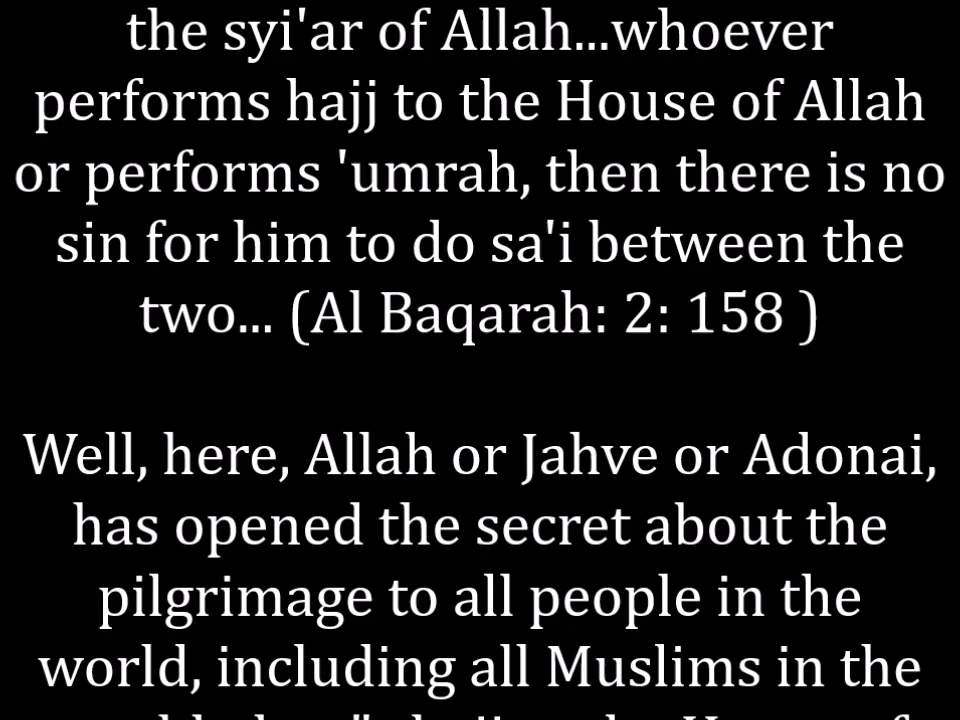 the syi'ar of Allah...whoever
performs hajj to the House of Allah
or performs 'umrah, then there is no
sin for him to do sa'i between the
two... (Al Baqarah: 2: 158 )
Well, here, Allah or Jahve or Adonai,
has opened the secret about the
pilgrimage to all people in the
world, including all Muslims in the